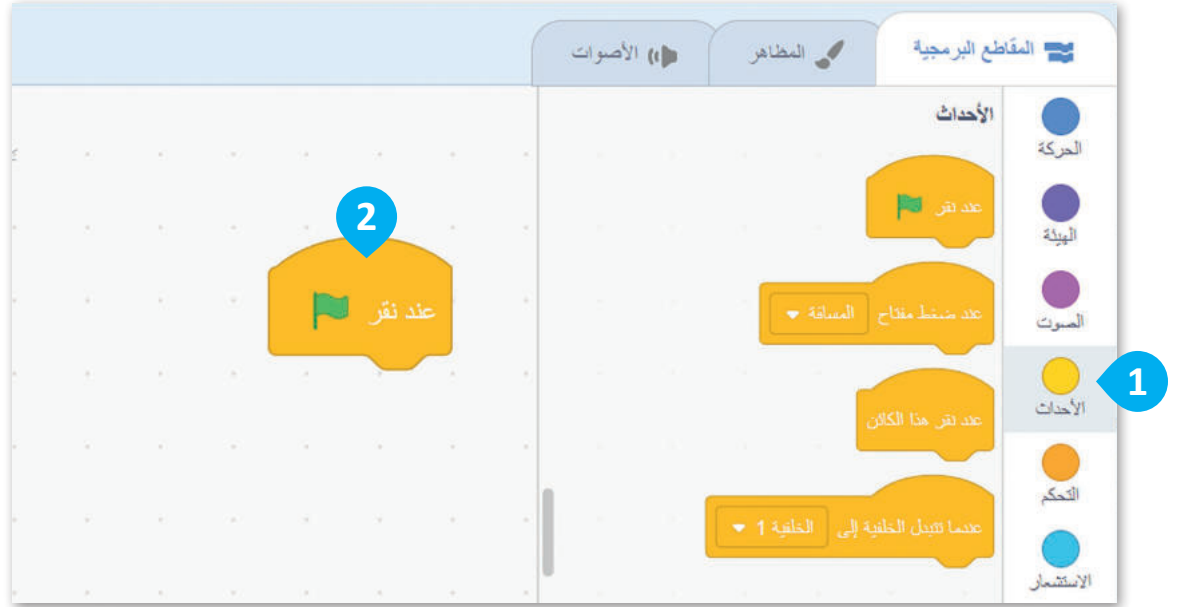 المقاطع البرمجية
المظاهر
الأصوات
الحركة
الهيئة
الصوت
الأحداث
التحكم
الاستشعار
الأحداث
عند نقر
عند ضغط مفتاح المسافة
عند نقر هذا الكائن
عندما تتبدل الخلفية إلى الخلفية 1
عند نقر
1
2